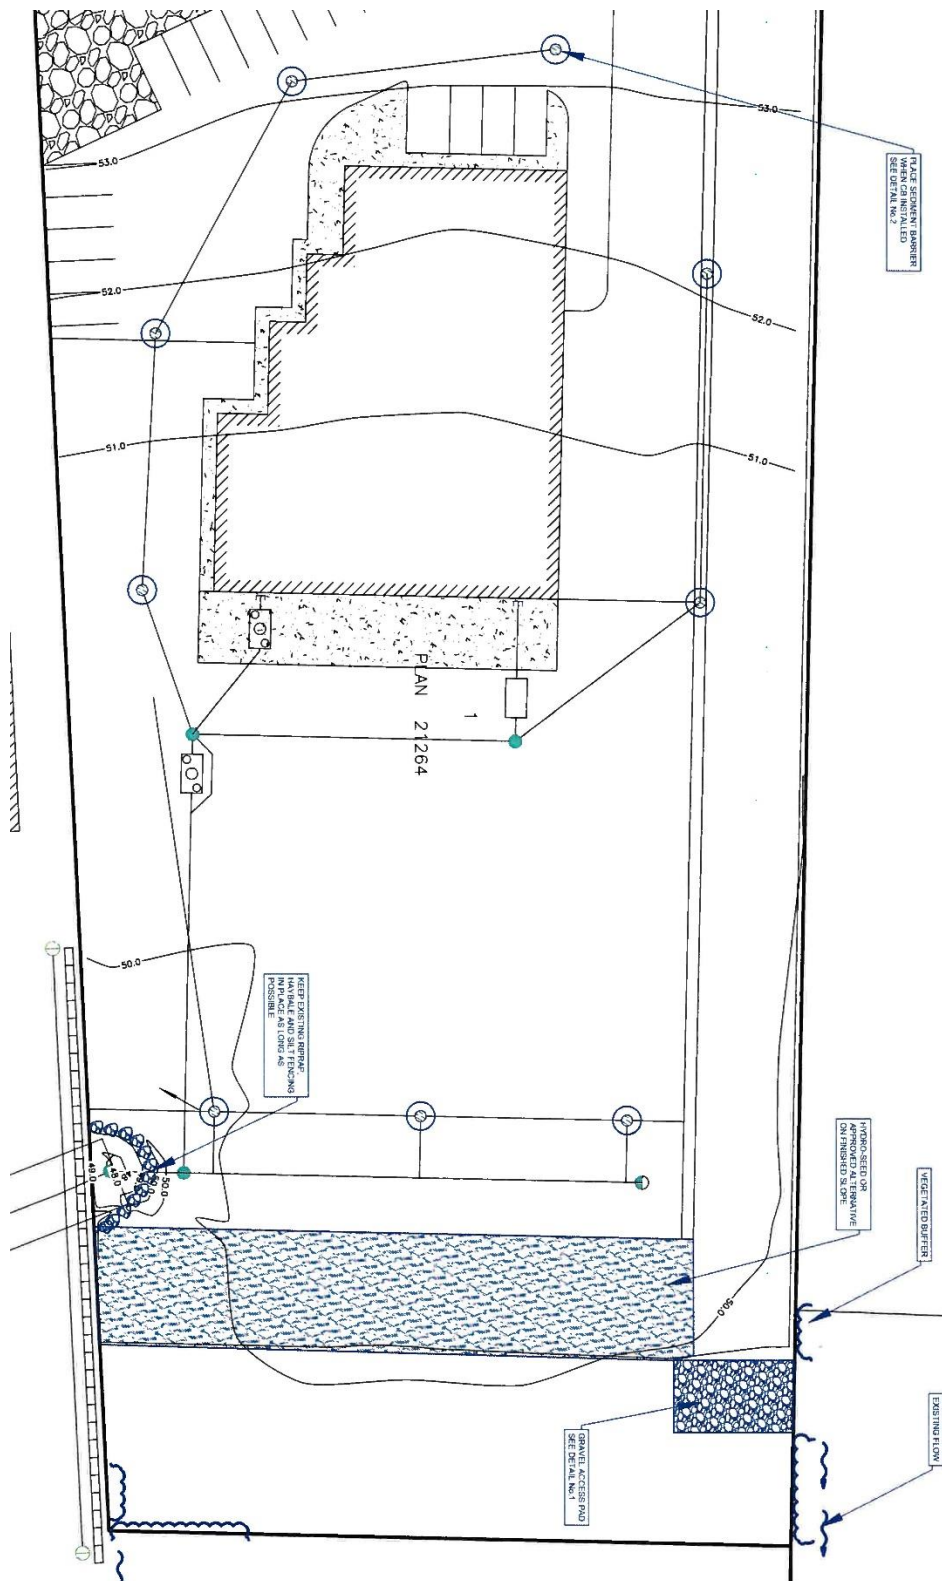 53.0
53.0
PLACE SEDIMENT BARRIER
WHEN CB INSTALLED
SEE DETAIL No.2
52.0
52.0
51.0
51.0
PLAN 21264
1
50.0
KEEP EXISTING RIPRAP,
HAYBALE AND SILT FENCING
IN PLACE AS LONG AS
POSSIBLE
49.0
48.0
50.0
HYDRO-SEED OR
APPROVED ALTERNATIVE
ON FINISHED SLOPE
VEGETATED BUFFER
50.0
GRAVEL ACCESS PAD
SEE DETAIL No.1
EXISTING FLOW